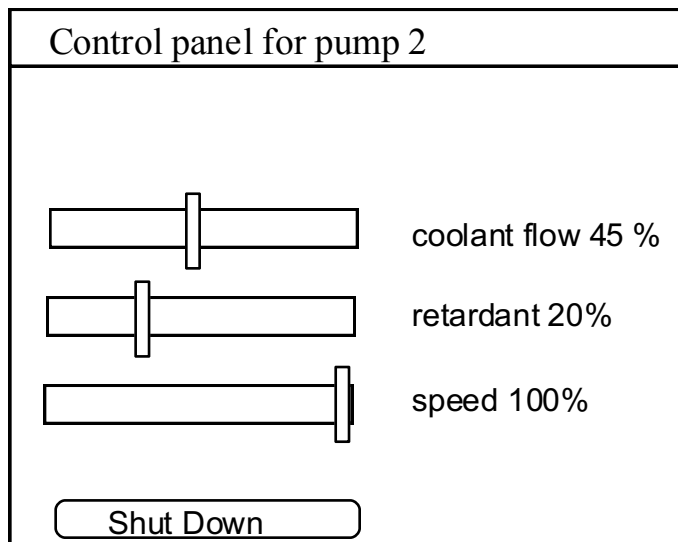 Control panel for pump 2
coolant flow 45 %
retardant 20%
speed 100%
Shut Down